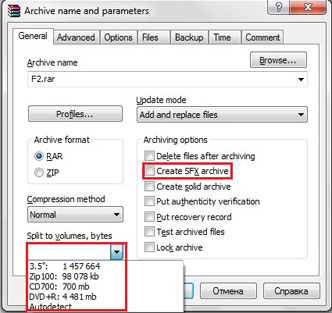 Archive name and parameters
General Advanced Options Files Backup Time Comment
Archive name
Browse...
F2.rar
Profiles...
Update mode
Add and replace files
Archive format
RAR
ZIP
Compression method
Normal
Split to volumes, bytes
3.5": 1 457 664
Zip100: 98 078 kb
CD700: 700 mb
DVD+R: 4 481 mb
Autodetect
Archiving options
Delete files after archiving
Create SFX archive
Create solid archive
Put authenticity verification
Put recovery record
Test archived files
Lock archive
Отмена
Справка